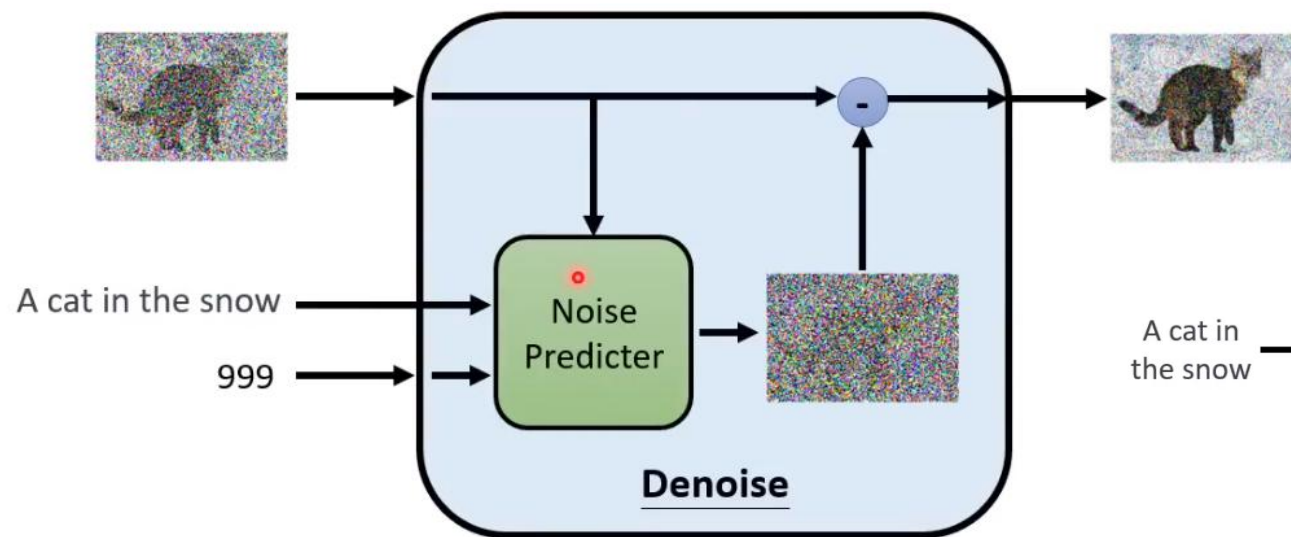 -
A cat in the snow
999
Noise
Predicter
Denoise
A cat in
the snow